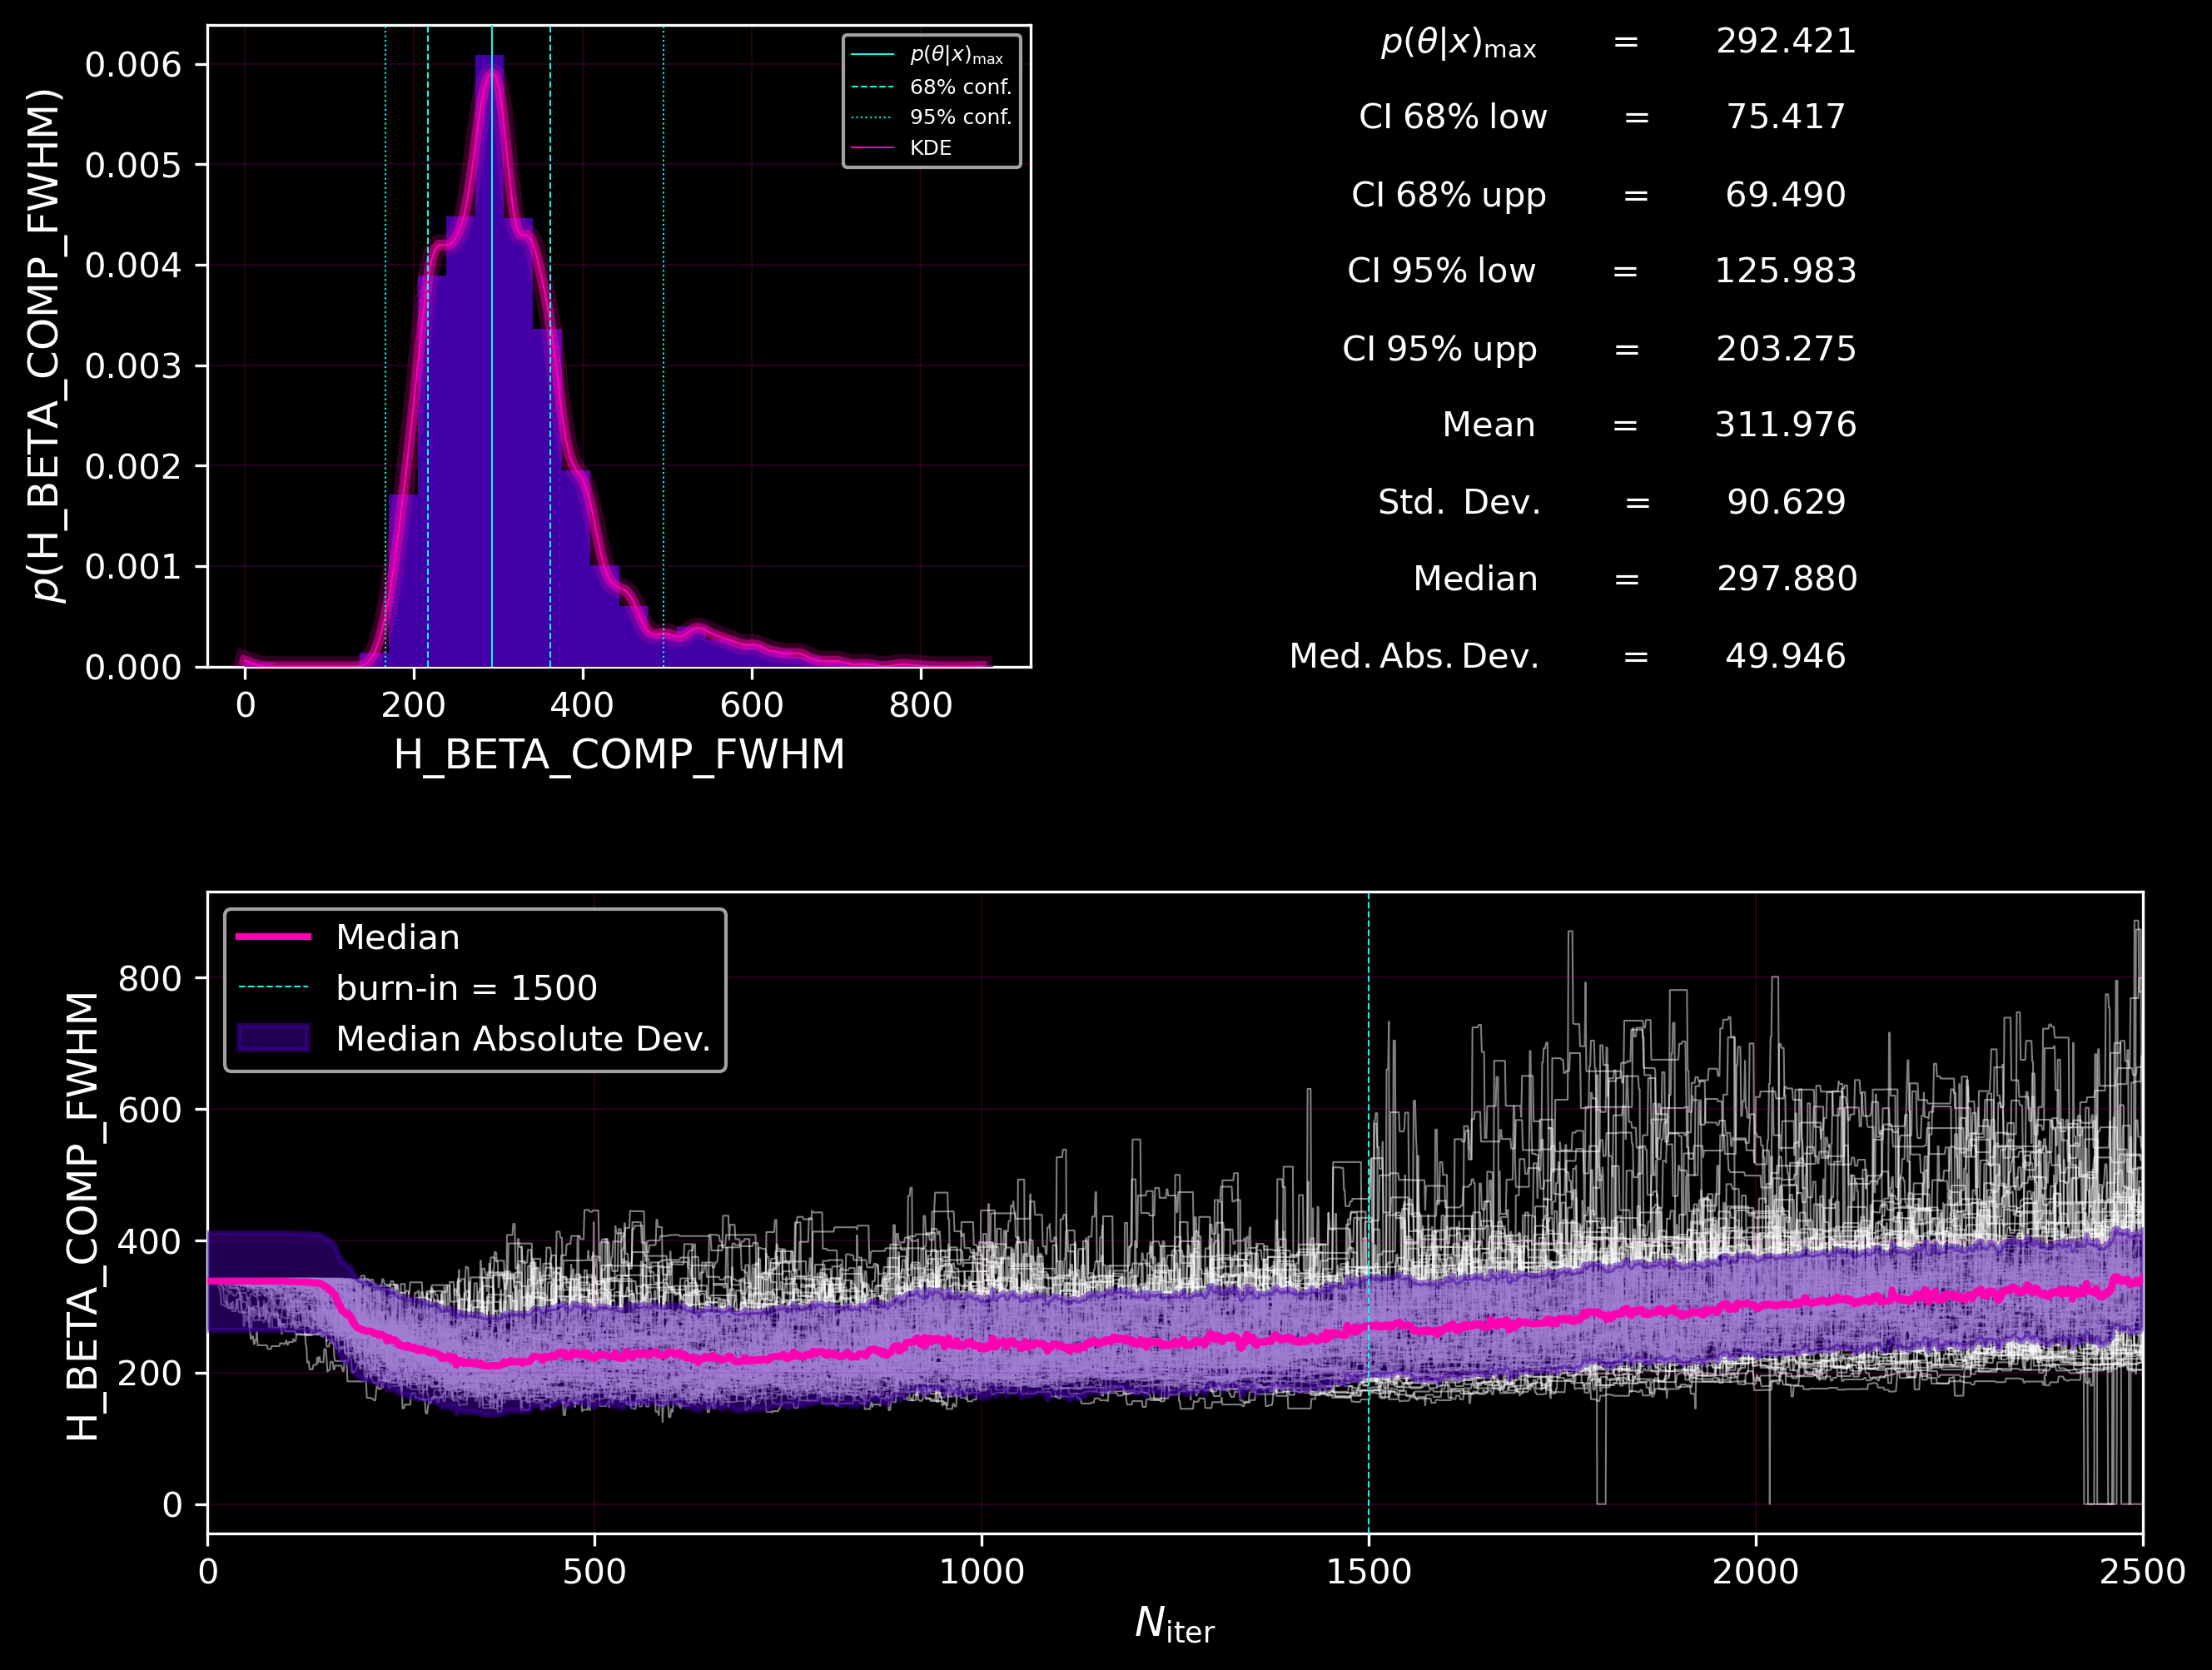 p(H_BETA_COMP_FWHM)
0.006
0.005
0.004
0.003
0.002
0.001
0.000
0 200 400 600 800
H_BETA_COMP_FWHM
p(θ|x)max
68% conf.
95% conf.
KDE
p(θ|x)max = 292.421
CI 68% low = 75.417
CI 68% upp = 69.490
CI 95% low = 125.983
CI 95% upp = 203.275
Mean = 311.976
Std. Dev. = 90.629
Median = 297.880
Med. Abs. Dev. = 49.946
H_BETA_COMP_FWHM
800
600
400
200
0
Median
burn-in = 1500
Median Absolute Dev.
0 500 1000 1500 2000 2500
Niter